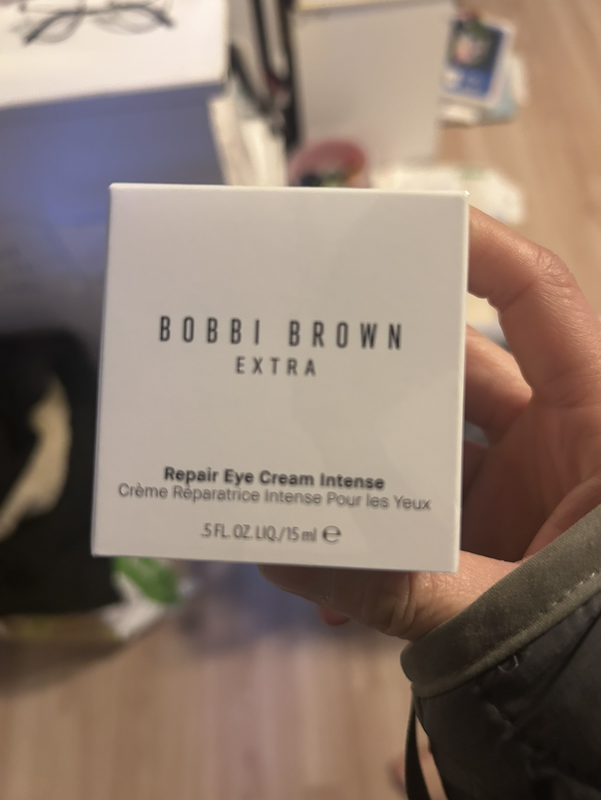 BOBBI BROWN
EXTRA
Repair Eye Cream Intense
Crème Réparatrice Intense Pour les Yeux
.5 FL. OZ. LIQ./15 ml ℮